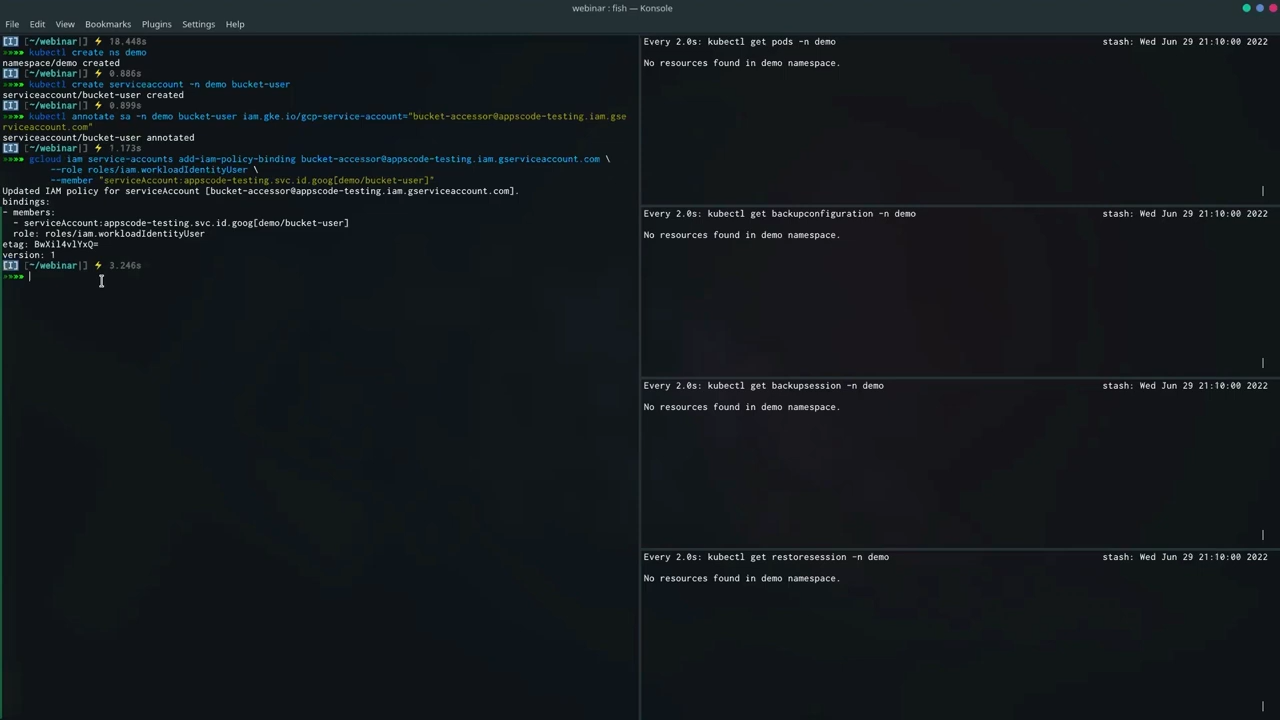 webinar : fish — Konsole
File Edit View Bookmarks Plugins Settings Help
[I] [~/webinar|] ⚡ 18.448s
»»»» kubectl create ns demo
namespace/demo created
[I] [~/webinar|] ⚡ 0.886s
»»»» kubectl create serviceaccount -n demo bucket-user
serviceaccount/bucket-user created
[I] [~/webinar|] ⚡ 0.899s
»»»» kubectl annotate sa -n demo bucket-user iam.gke.io/gcp-service-account="bucket-accessor@appscode-testing.iam.gse
rviceaccount.com"
serviceaccount/bucket-user annotated
[I] [~/webinar|] ⚡ 1.173s
»»»» gcloud iam service-accounts add-iam-policy-binding bucket-accessor@appscode-testing.iam.gserviceaccount.com \
--role roles/iam.workloadIdentityUser \
--member "serviceAccount:appscode-testing.svc.id.goog[demo/bucket-user]"
Updated IAM policy for serviceAccount [bucket-accessor@appscode-testing.iam.gserviceaccount.com].
bindings:
- members:
- serviceAccount:appscode-testing.svc.id.goog[demo/bucket-user]
role: roles/iam.workloadIdentityUser
etag: BwXil4vlYxQ=
version: 1
[I] [~/webinar|] ⚡ 3.246s
»»»»
Every 2.0s: kubectl get pods -n demo stash: Wed Jun 29 21:10:00 2022
No resources found in demo namespace.
Every 2.0s: kubectl get backupconfiguration -n demo stash: Wed Jun 29 21:10:00 2022
No resources found in demo namespace.
Every 2.0s: kubectl get backupsession -n demo stash: Wed Jun 29 21:10:00 2022
No resources found in demo namespace.
Every 2.0s: kubectl get restoresession -n demo stash: Wed Jun 29 21:10:00 2022
No resources found in demo namespace.